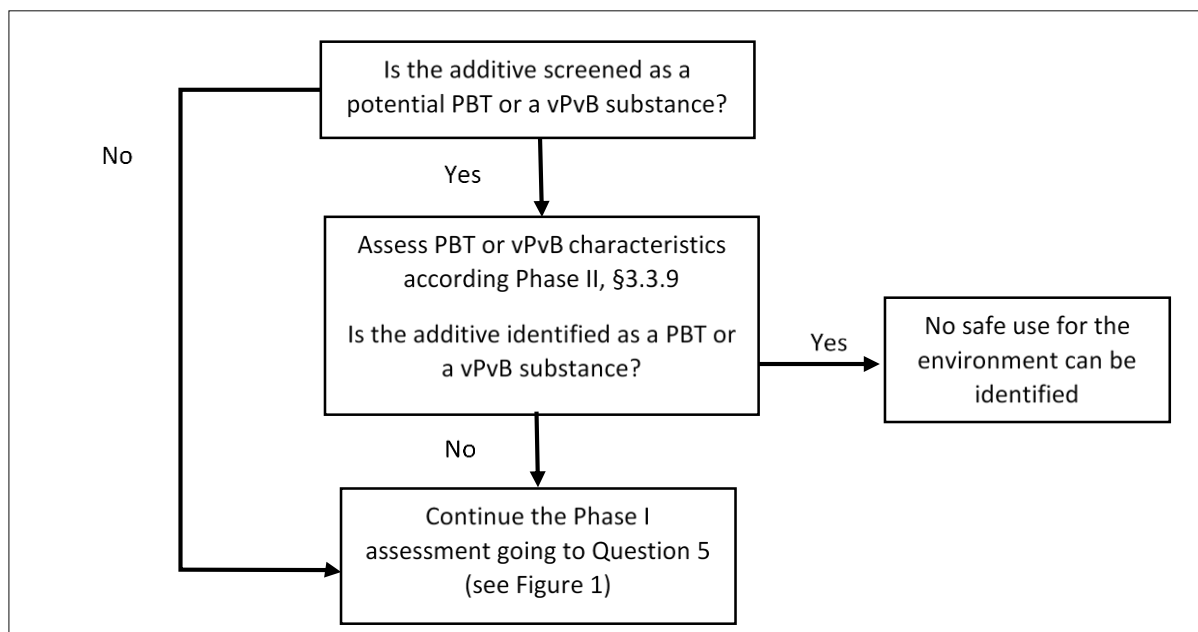 Is the additive screened as a
potential PBT or a vPvB substance?
No
Yes
Assess PBT or vPvB characteristics
according Phase II, §3.3.9
Is the additive identified as a PBT or
a vPvB substance?
Yes
No safe use for the
environment can be
identified
No
Continue the Phase I
assessment going to Question 5
(see Figure 1)